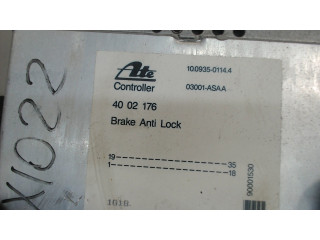 X1022
Ate
Controller
10.0935-0114.4
03001-ASAA
40 02 176
Brake Anti Lock
19 35
1 18
1618
90001530